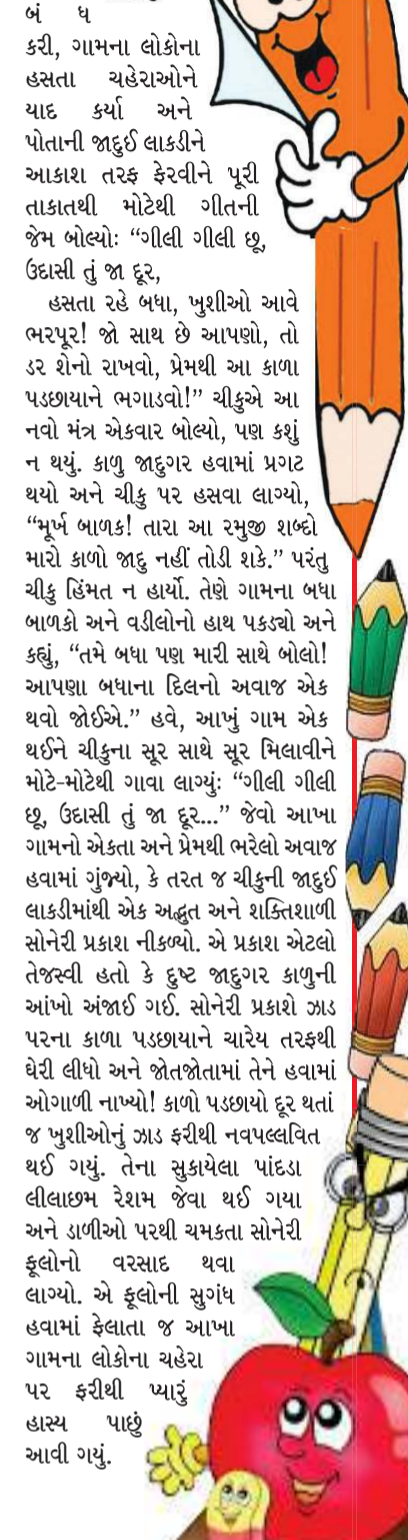 બં ધ
કરી, ગામના લોકોના
હસતા ચહેરાઓને
યાદ કર્યા અને
પોતાની જાદુઈ લાકડીને
આકાશ તરફ ફેરવીને પૂરી
તાકાતથી મોટેથી ગીતની
જેમ બોલ્યોઃ “ગીલી ગીલી છૂ,
ઉદાસી તું જા દૂર,
હસતા રહે બધા, ખુશીઓ આવે
ભરપૂર! જો સાથ છે આપણો, તો
ડર શેનો રાખવો, પ્રેમથી આ કાળા
પડછાયાને ભગાડવો!” ચીકુએ આ
નવો મંત્ર એકવાર બોલ્યો, પણ કશું
ન થયું. કાળુ જાદુગર હવામાં પ્રગટ
થયો અને ચીકુ પર હસવા લાગ્યો,
“મૂર્ખ બાળક! તારા આ રમુજી શબ્દો
મારો કાળો જાદુ નહીં તોડી શકે.” પરંતુ
ચીકુ હિંમત ન હાર્યો. તેણે ગામના બધા
બાળકો અને વડીલોનો હાથ પકડ્યો અને
કહ્યું, “તમે બધા પણ મારી સાથે બોલો!
આપણા બધાના દિલનો અવાજ એક
થવો જોઈએ.” હવે, આખું ગામ એક
થઈને ચીકુના સૂર સાથે સૂર મિલાવીને
મોટે-મોટેથી ગાવા લાગ્યુંઃ “ગીલી ગીલી
છૂ, ઉદાસી તું જા દૂર...” જેવો આખા
ગામનો એકતા અને પ્રેમથી ભરેલો અવાજ
હવામાં ગુંજ્યો, કે તરત જ ચીકુની જાદુઈ
લાકડીમાંથી એક અદ્ભુત અને શક્તિશાળી
સોનેરી પ્રકાશ નીકળ્યો. એ પ્રકાશ એટલો
તેજસ્વી હતો કે દુષ્ટ જાદુગર કાળુની
આંખો અંજાઈ ગઈ. સોનેરી પ્રકાશે ઝાડ
પરના કાળા પડછાયાને ચારેય તરફથી
ઘેરી લીધો અને જોતજોતામાં તેને હવામાં
ઓગાળી નાખ્યો! કાળો પડછાયો દૂર થતાં
જ ખુશીઓનું ઝાડ ફરીથી નવપલ્લવિત
થઈ ગયું. તેના સુકાયેલા પાંદડા
લીલાછમ રેશમ જેવા થઈ ગયા
અને ડાળીઓ પરથી ચમકતા સોનેરી
ફૂલોનો વરસાદ થવા
લાગ્યો. એ ફૂલોની સુગંધ
હવામાં ફેલાતા જ આખા
ગામના લોકોના ચહેરા
પર ફરીથી પ્યારું
હાસ્ય પાછું
આવી ગયું.